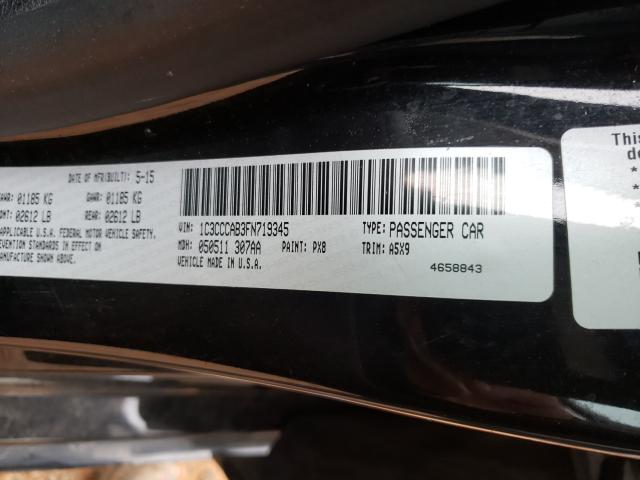 DATE OF MFR(BUILT): 5-15
GAWR: 01185 KG GAWR: 01185 KG
02612 LB REAR: 02612 LB
APPLICABLE U.S.A. FEDERAL MOTOR VEHICLE
PREVENTION STANDARDS IN EFFECT ON
MANUFACTURE SHOWN ABOVE.
VIN: 1C3CCCAB3FN719345 TYPE: PASSENGER CAR
MDH: 050511 307AA PAINT: PX8 TRIM: A5X9
VEHICLE MADE IN U.S.A.
4658843
This